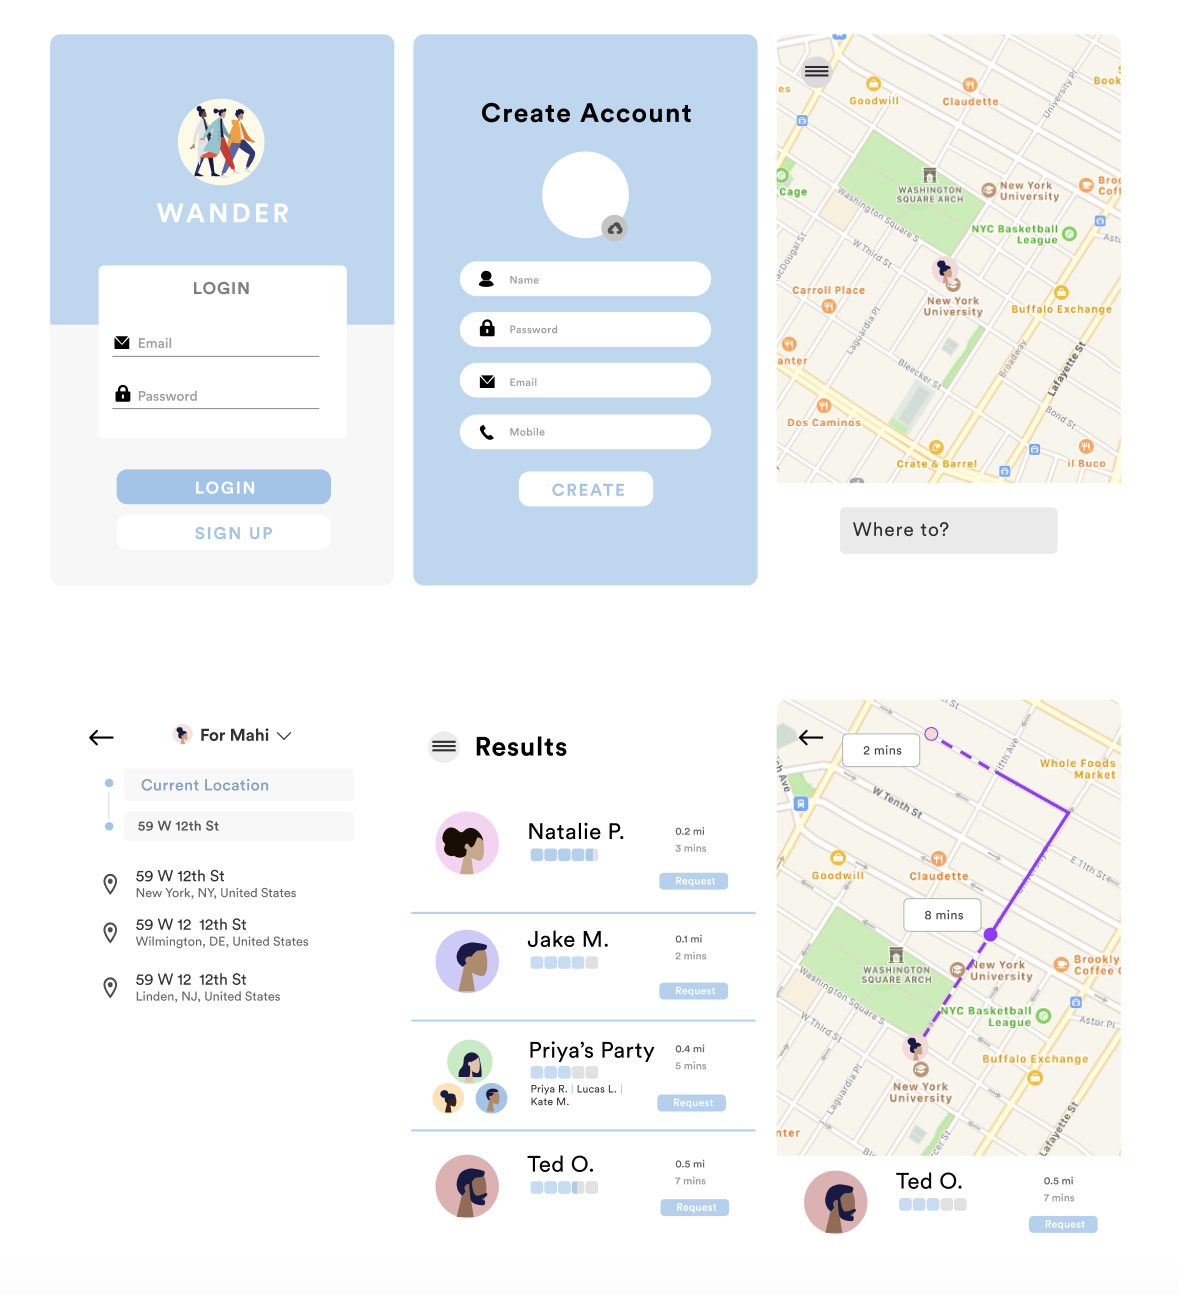 WANDER
LOGIN
Email
Password
LOGIN
SIGN UP
Create Account
Name
Password
Email
Mobile
CREATE
Goodwill
Claudette
University Pl
Book
es
WASHINGTON
SQUARE ARCH
New York
University
Cage
Washington Square S
NYC Basketball
League
MacDougal St
W Third St
Carroll Place
New York
University
Buffalo Exchange
Laguardia Pl
anter
Bleecker St
Broadway
Lafayette St
Dos Caminos
Bond St
Crate & Barrel
il Buco
Where to?
For Mahi
Current Location
59 W 12th St
59 W 12th St
New York, NY, United States
59 W 12 12th St
Wilmington, DE, United States
59 W 12 12th St
Linden, NJ, United States
Results
Natalie P.
0.2 mi
3 mins
Request
Jake M.
0.1 mi
2 mins
Request
Priya's Party
0.4 mi
5 mins
Priya R. | Lucas L. |
Kate M.
Request
Ted O.
0.5 mi
7 mins
Request
2 mins
Fifth Ave
Whole Foods
Market
W Tenth St
Goodwill
Claudette
E 11th St
8 mins
WASHINGTON
SQUARE ARCH
New York
University
Brooklyn
Washington Square S
NYC Basketball
League
Astor Pl
W Third St
Buffalo Exchange
New York
University
Laguardia Pl
Lafayette St
nter
Ted O.
0.5 mi
7 mins
Request